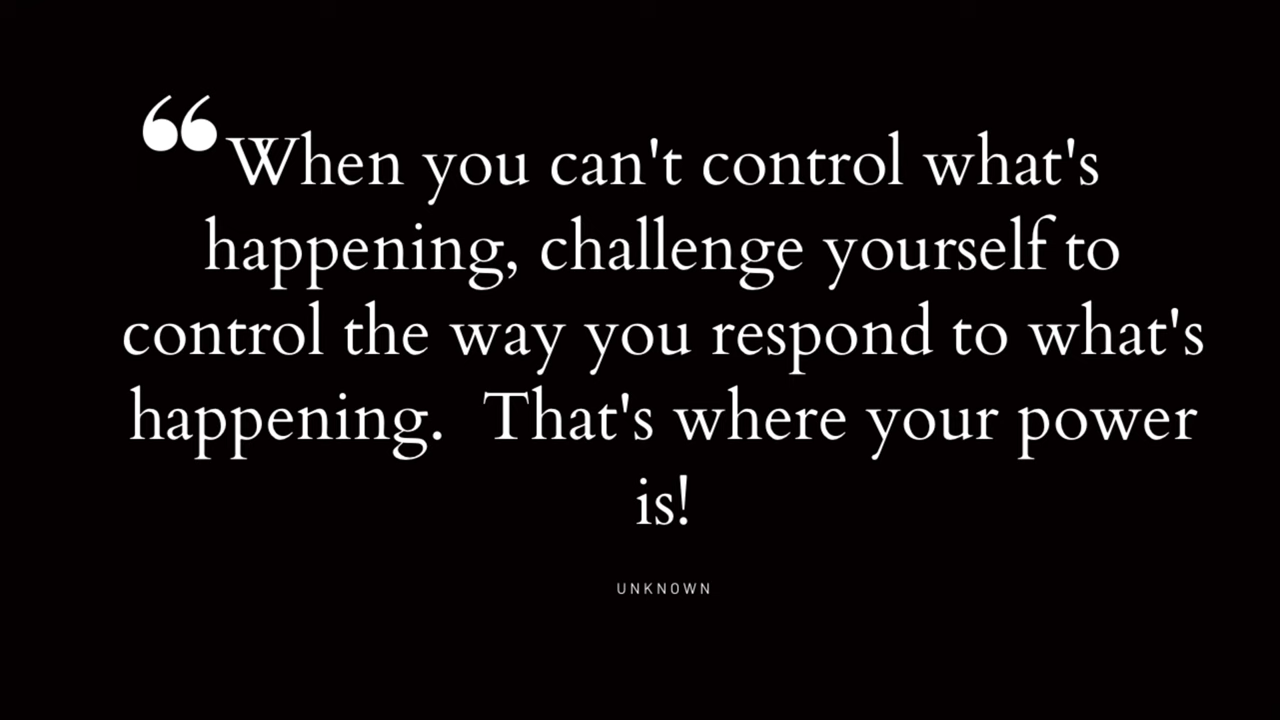 “When you can't control what's
happening, challenge yourself to
control the way you respond to what's
happening.  That's where your power
is!
UNKNOWN